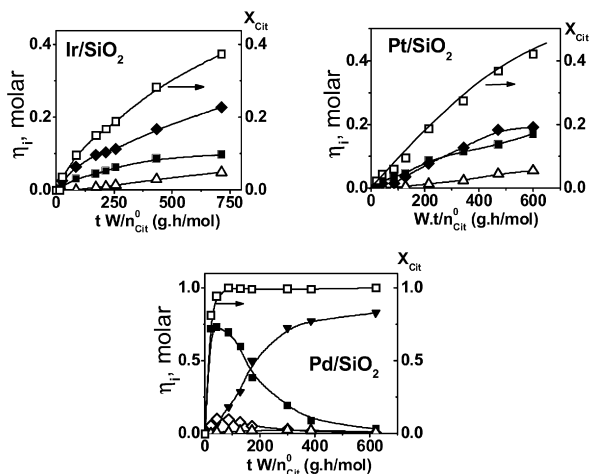 Ir/SiO₂
X_Cit
0.4
0.2
0.0
0.4
0.2
0.0
η_i, molar
0 250 500 750
t W/n⁰_Cit (g.h/mol)
Pt/SiO₂
X_Cit
0.4
0.2
0.0
0.4
0.2
0.0
η_i, molar
0 200 400 600
W.t/n⁰_Cit (g.h/mol)
X_Cit
1.0
0.5
0.0
1.0
0.5
0.0
η_i, molar
Pd/SiO₂
0 200 400 600
t W/n⁰_Cit (g.h/mol)